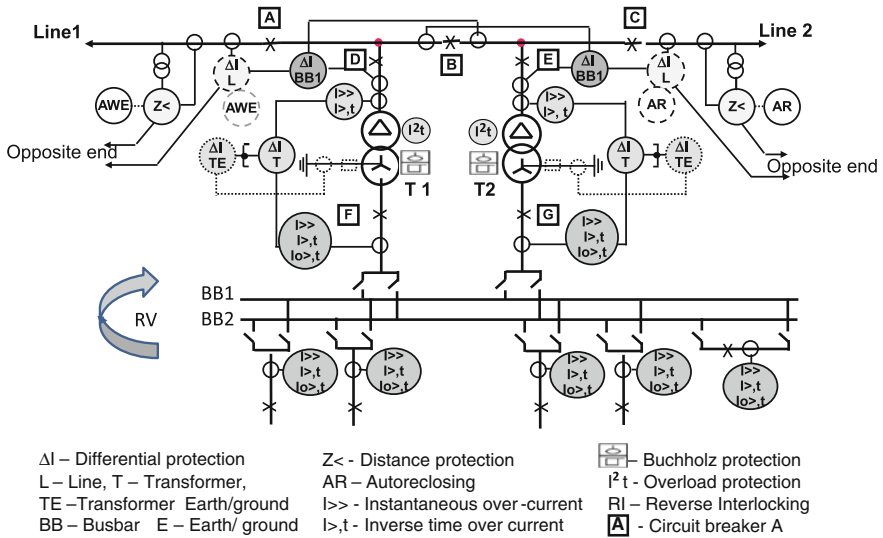 A
C
Line1
Line 2
B
D
E
ΔI L
ΔI BB1
ΔI BB1
ΔI L
AWE
Z<
AWE
I>> I>,t
I²t
I²t
I>> I>, t
AR
Z<
AR
Opposite end
Opposite end
ΔI TE
ΔI T
ΔI T
ΔI TE
T 1
T2
F
G
I>> I>,t Io>,t
I>> I>,t Io>,t
RV
BB1
BB2
I>> I>,t Io>,t
I>> I>,t Io>,t
I>> I>,t Io>,t
I>> I>,t Io>,t
I>> I>,t Io>,t
ΔI – Differential protection
L – Line, T – Transformer,
TE –Transformer Earth/ground
BB – Busbar E – Earth/ ground
Z< - Distance protection
AR – Autoreclosing
I>> - Instantaneous over-current
I>,t - Inverse time over current
– Buchholz protection
I² t - Overload protection
RI – Reverse Interlocking
A - Circuit breaker A